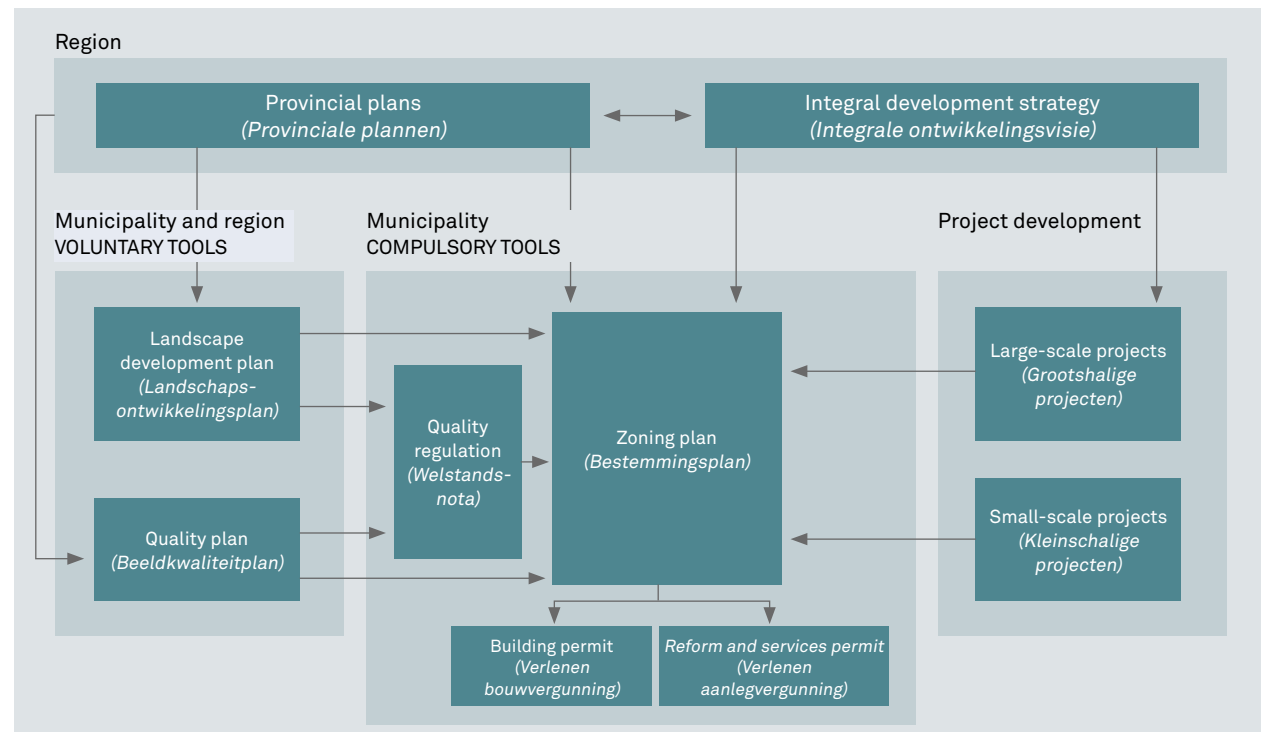 Region
Provincial plans
(Provinciale plannen)
Integral development strategy
(Integrale ontwikkelingsvisie)
Municipality and region
VOLUNTARY TOOLS
Municipality
COMPULSORY TOOLS
Project development
Landscape
development plan
(Landschaps-
ontwikkelingsplan)
Quality plan
(Beeldkwaliteitplan)
Quality
regulation
(Welstands-
nota)
Zoning plan
(Bestemmingsplan)
Large-scale projects
(Grootshalige
projecten)
Small-scale projects
(Kleinschalige
projecten)
Building permit
(Verlenen
bouwvergunning)
Reform and services permit
(Verlenen
aanlegvergunning)